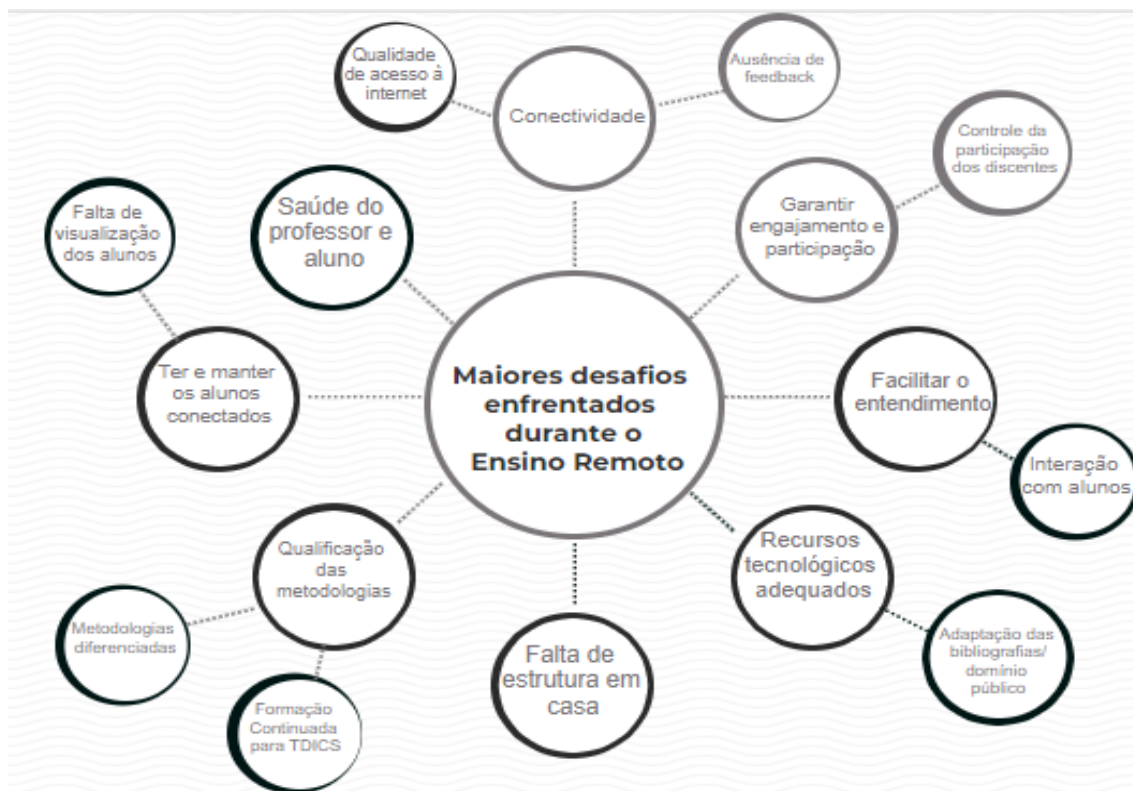 Qualidade
de acesso à
internet
Conectividade
Ausência de
feedback
Controle da
participação
dos discentes
Garantir
engajamento e
participação
Saúde do
professor e
aluno
Falta de
visualização
dos alunos
Ter e manter
os alunos
conectados
Maiores desafios
enfrentados
durante o
Ensino Remoto
Facilitar o
entendimento
Interação
com alunos
Recursos
tecnológicos
adequados
Adaptação das
bibliografias/
domínio
público
Falta de
estrutura em
casa
Qualificação
das
metodologias
Metodologias
diferenciadas
Formação
Continuada
para TDICS